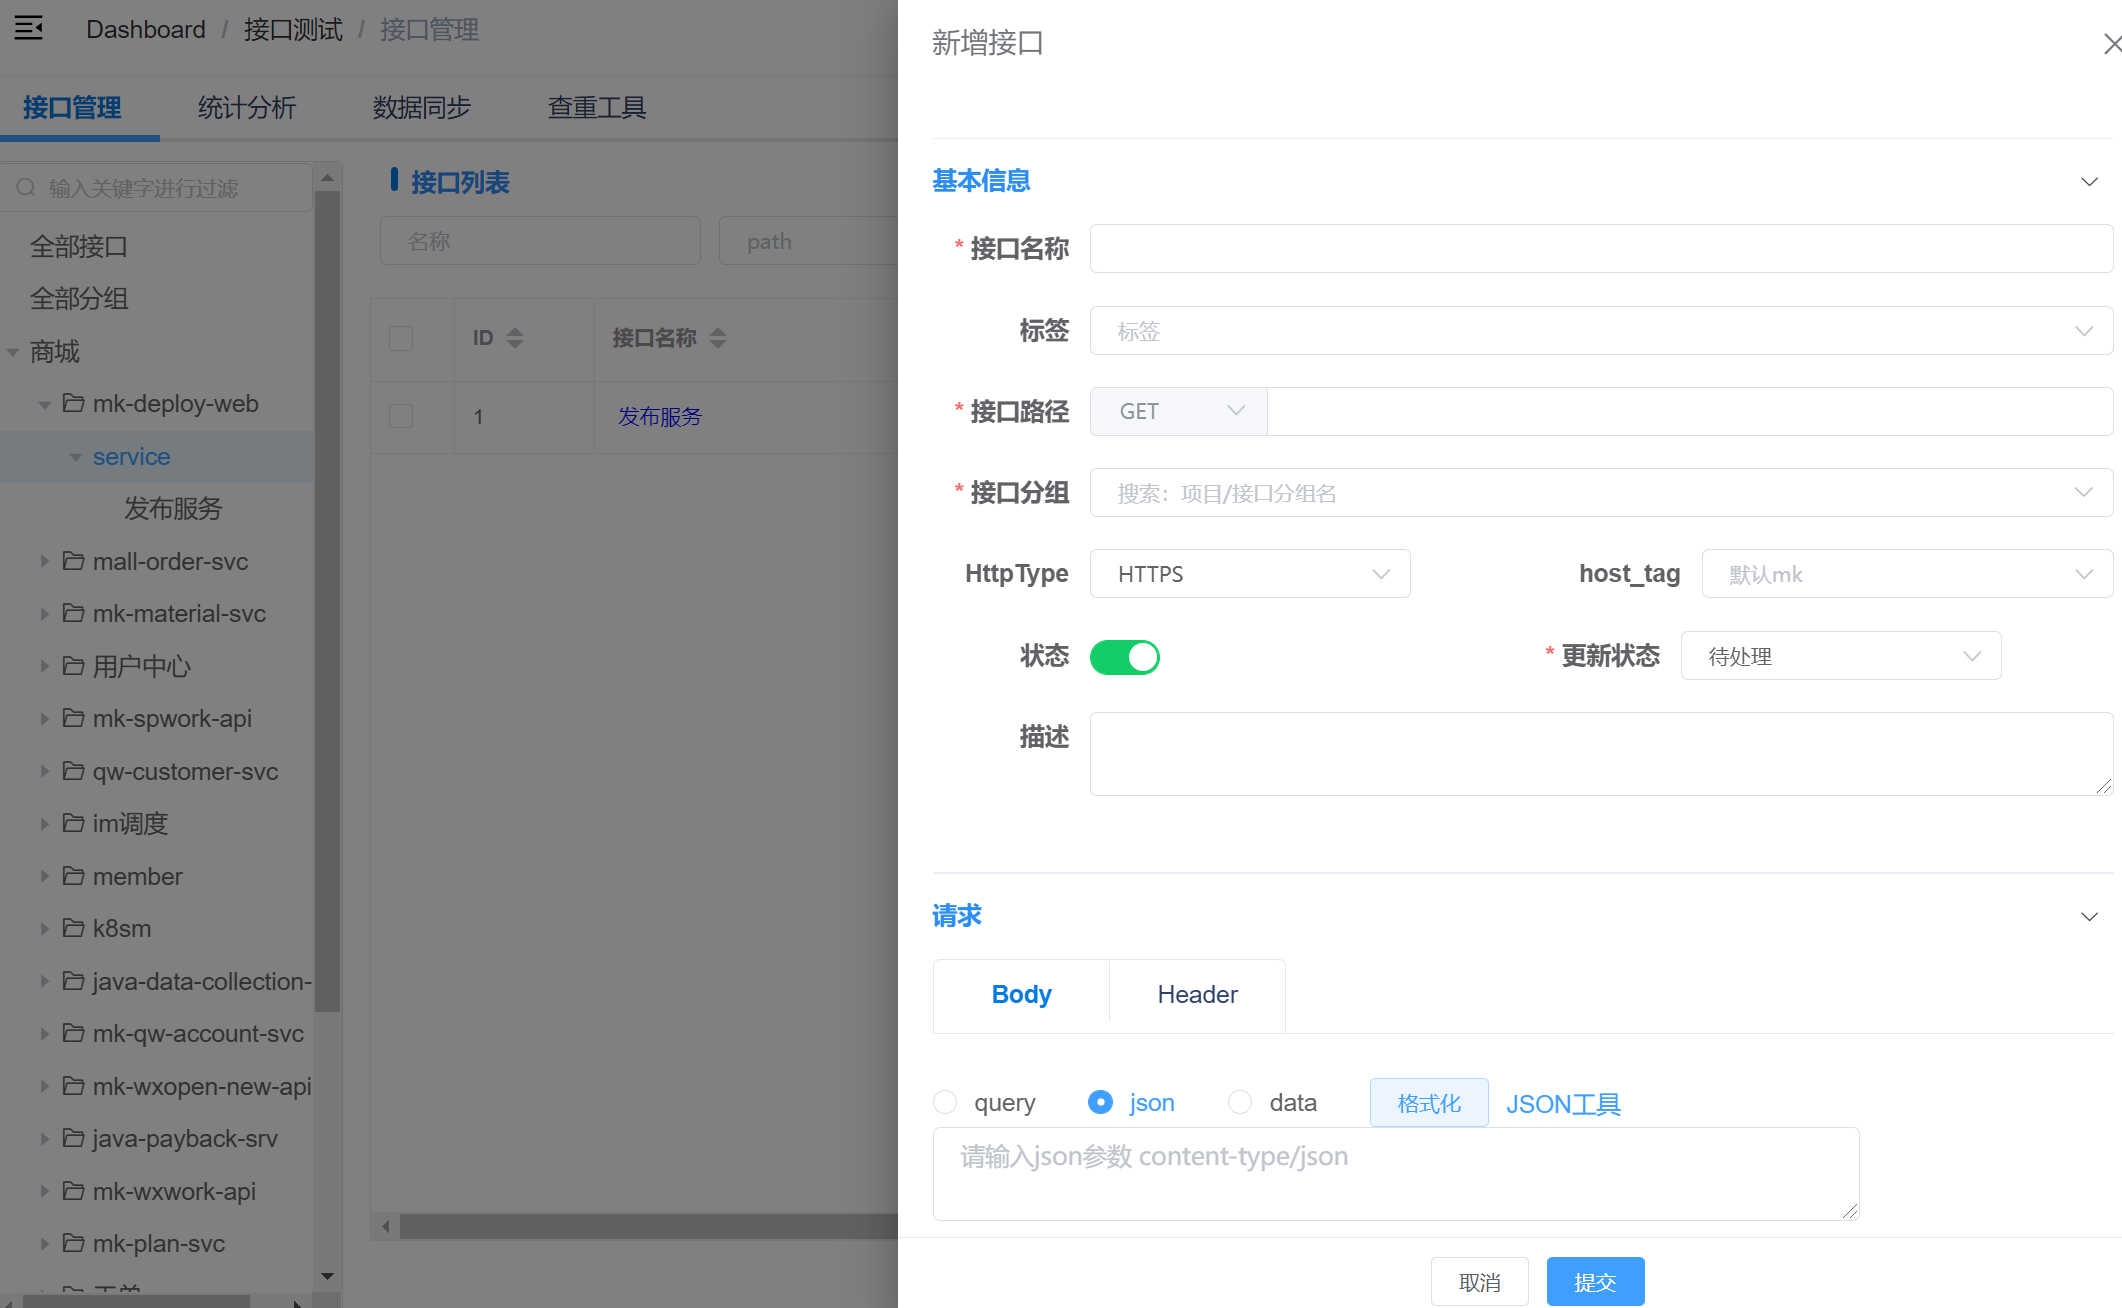 Dashboard / 接口测试 / 接口管理
接口管理 统计分析 数据同步 查重工具
输入关键字进行过滤
全部接口
全部分组
商城
mk-deploy-web
service
发布服务
mall-order-svc
mk-material-svc
用户中心
mk-spwork-api
qw-customer-svc
im调度
member
k8sm
java-data-collection-
mk-qw-account-svc
mk-wxopen-new-api
java-payback-srv
mk-wxwork-api
mk-plan-svc
接口列表
名称 path
ID 接口名称
1 发布服务
新增接口
基本信息
* 接口名称
标签 标签
* 接口路径 GET
* 接口分组 搜索：项目/接口分组名
HttpType HTTPS host_tag 默认mk
状态 * 更新状态 待处理
描述
请求
Body Header
query json data 格式化 JSON工具
请输入json参数 content-type/json
取消 提交